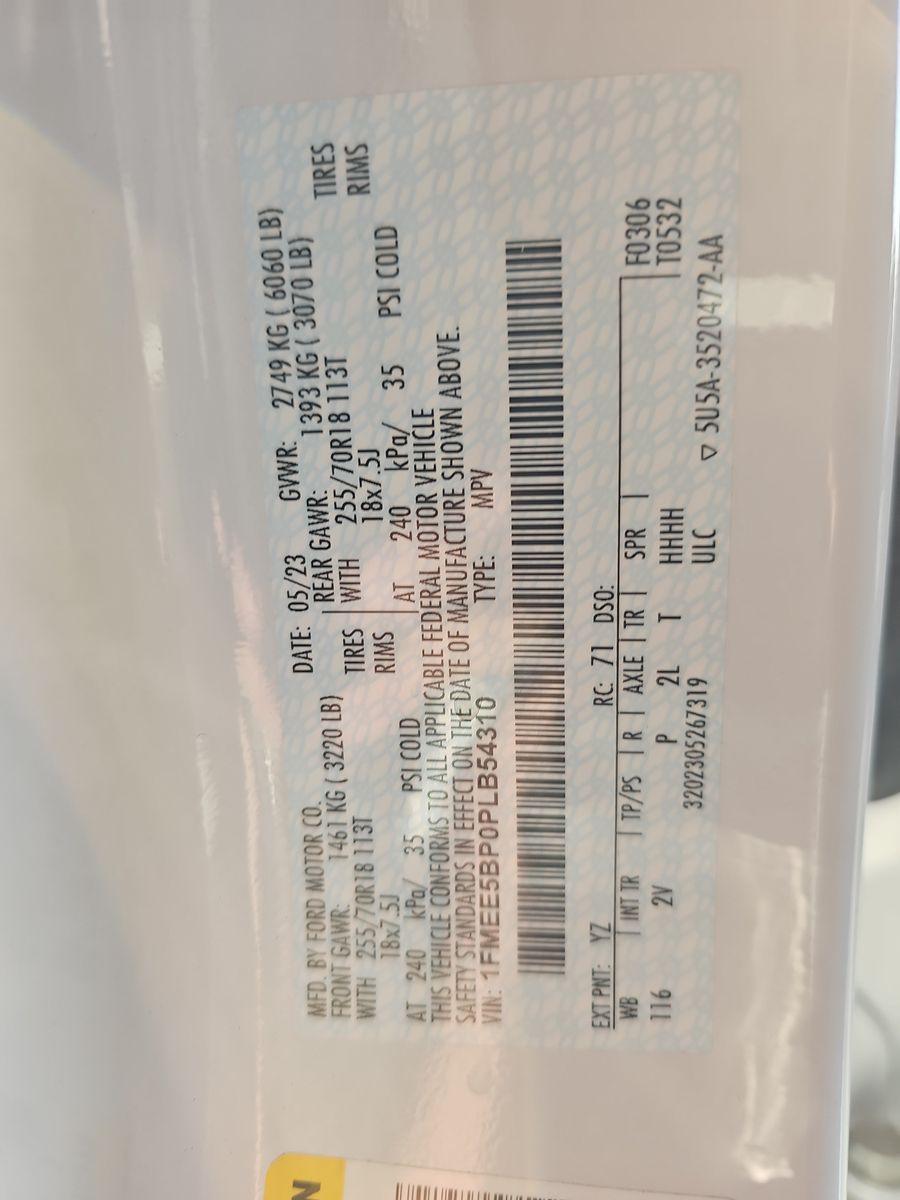 MFD. BY FORD MOTOR CO.
DATE: 05/23 GVWR: 2749 KG ( 6060 LB)
FRONT GAWR: 1461 KG ( 3220 LB) REAR GAWR: 1393 KG ( 3070 LB)
WITH 255/70R18 113T TIRES WITH 255/70R18 113T TIRES
18x7.5J RIMS 18x7.5J RIMS
AT 240 kPa/ 35 PSI COLD AT 240 kPa/ 35 PSI COLD
THIS VEHICLE CONFORMS TO ALL APPLICABLE FEDERAL MOTOR VEHICLE
SAFETY STANDARDS IN EFFECT ON THE DATE OF MANUFACTURE SHOWN ABOVE.
VIN: 1FMEE5BP0PLB54310 TYPE: MPV
EXT PNT: YZ RC: 71 DSO:
WB | INT TR | TP/PS | R | AXLE | TR | SPR | F0306
116 2V P 2L T HHHH T0532
3202305267319 ULC ▽ 5U5A-3520472-AA
N